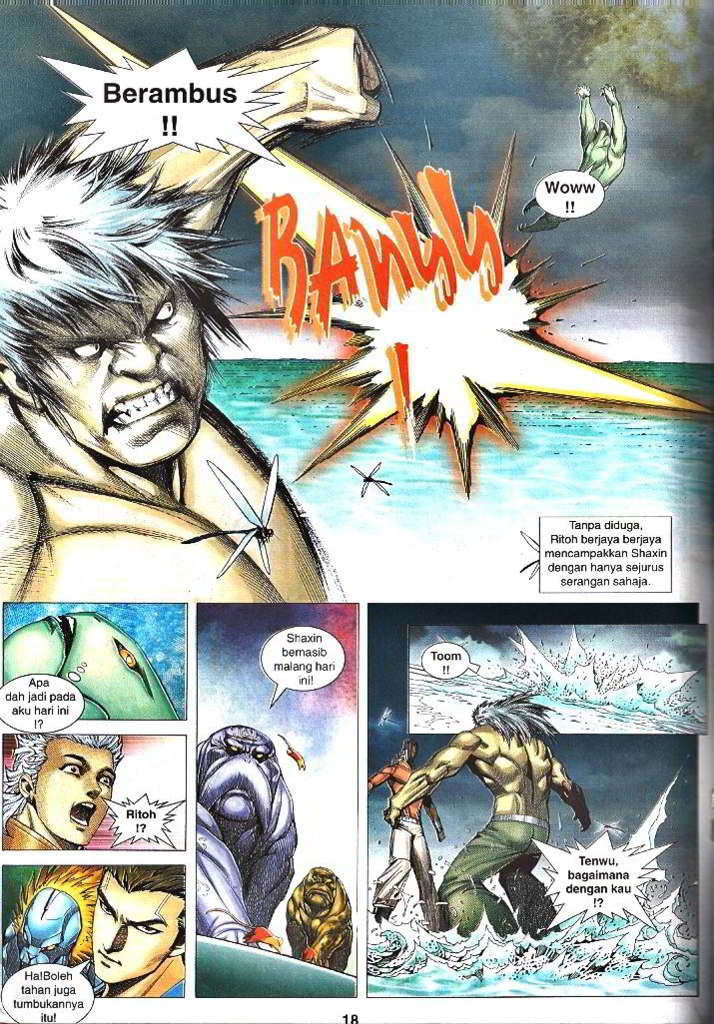 Berambus
!!
Woww
!!
BANGGG
!
Tanpa diduga,
Ritoh berjaya berjaya
mencampakkan Shaxin
dengan hanya sejurus
serangan sahaja.
Apa
dah jadi pada
aku hari ini
!?
Ritoh
!?
Ha!Boleh
tahan juga
tumbukannya
itu!
Shaxin
bernasib
malang hari
ini!
Toom
!!
Tenwu,
bagaimana
dengan kau
!?
18